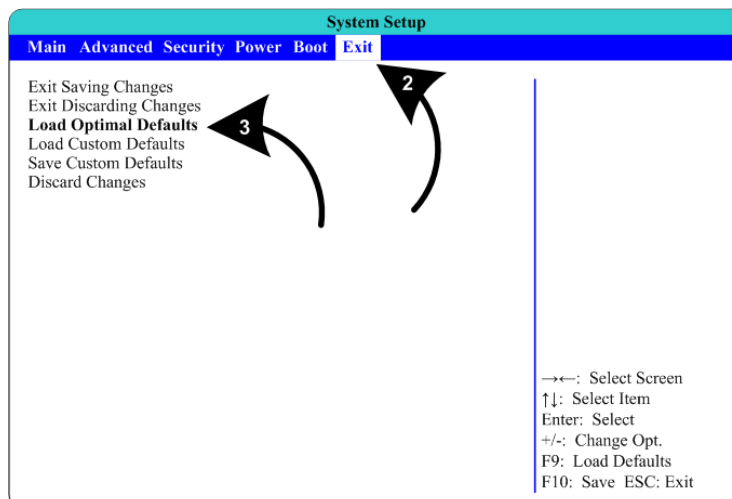 System Setup
Main Advanced Security Power Boot Exit
2
Exit Saving Changes
Exit Discarding Changes
Load Optimal Defaults
3
Load Custom Defaults
Save Custom Defaults
Discard Changes
→←: Select Screen
↑↓: Select Item
Enter: Select
+/-: Change Opt.
F9: Load Defaults
F10: Save ESC: Exit